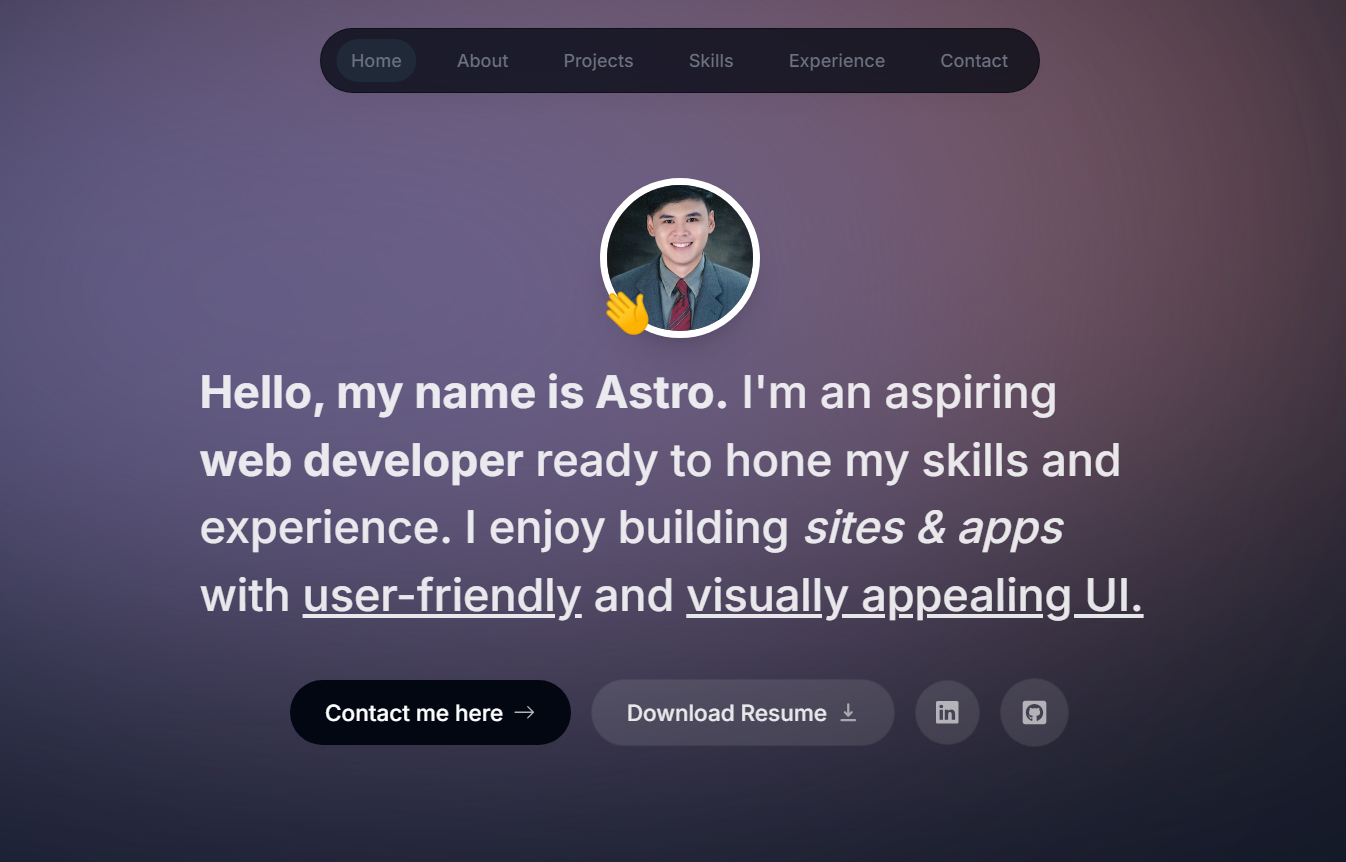 Home About Projects Skills Experience Contact
Hello, my name is Astro. I'm an aspiring
web developer ready to hone my skills and
experience. I enjoy building sites & apps
with user-friendly and visually appealing UI.
Contact me here Download Resume in